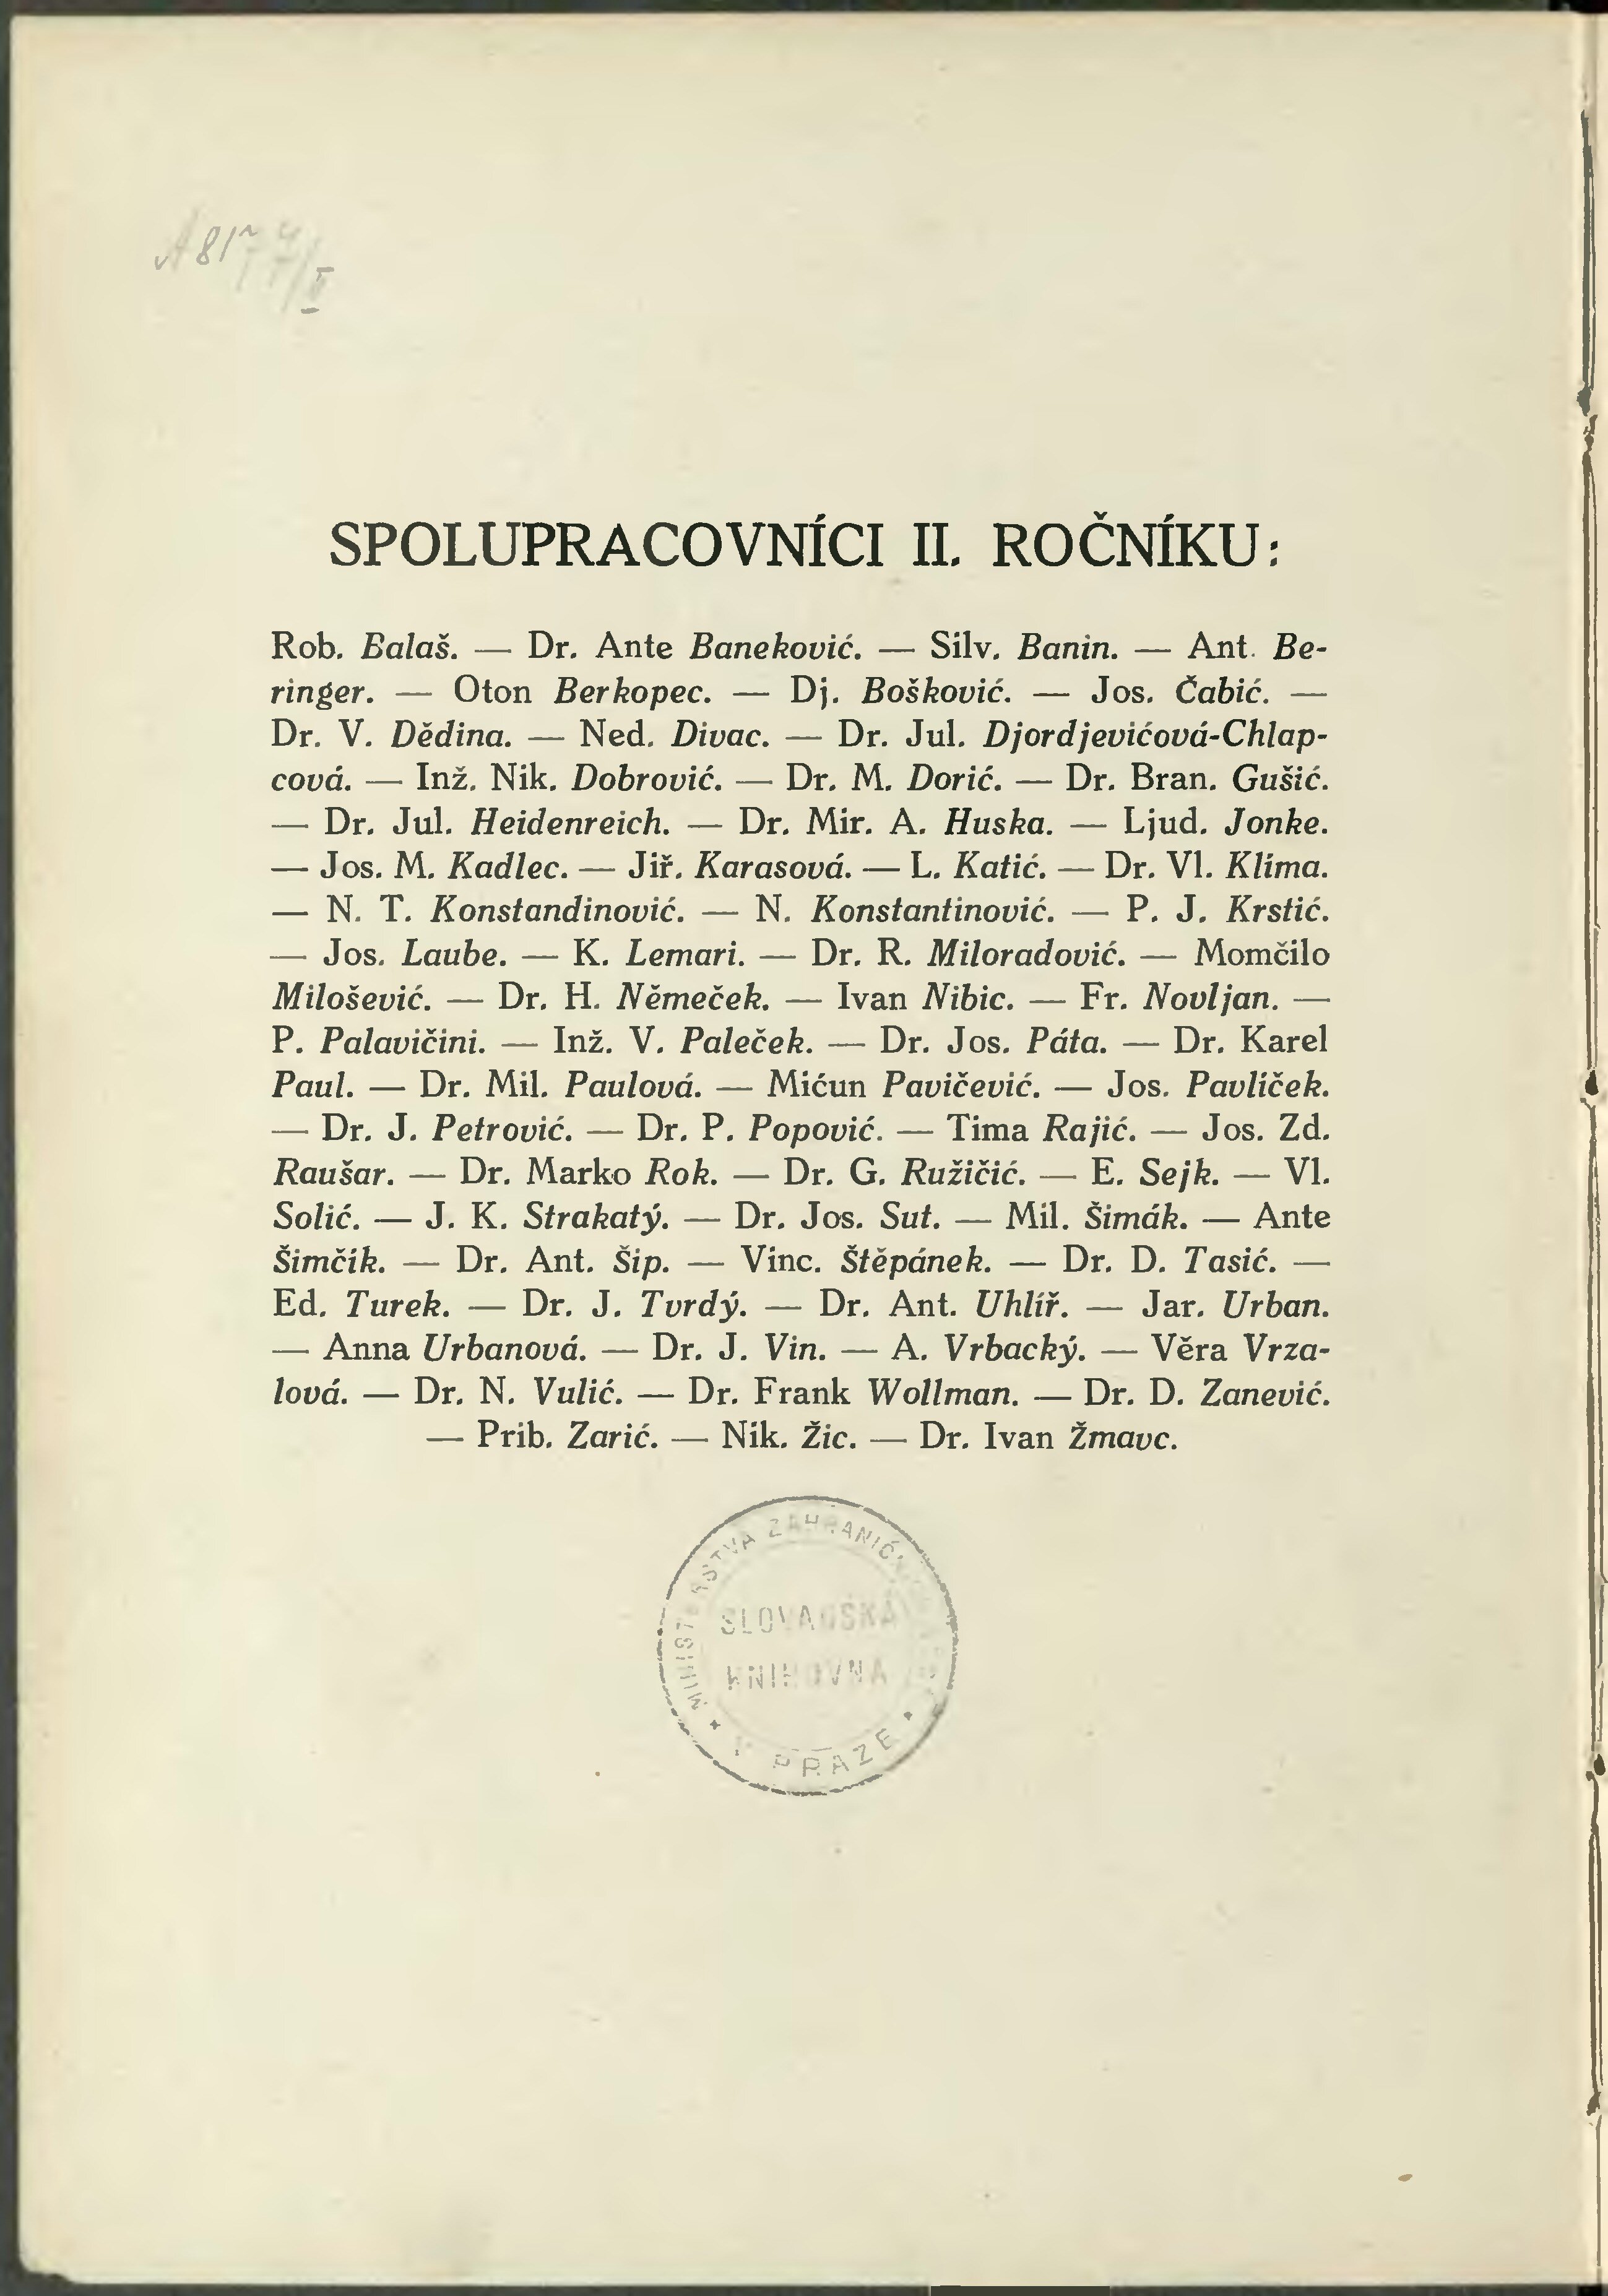 SPOLUPRACOVNÍCI II. ROČNÍKU:
Rob. Balaš. — Dr. Ante Baneković. — Silv. Banin. — Ant. Be-
ringer. — Oton Berkopec. — Dj. Bošković. — Jos. Čabić. —
Dr. V. Dědina. — Ned. Divac. — Dr. Jul. Djordjevićová-Chlap-
cová. — Inž. Nik. Dobrović. — Dr. M. Dorić. — Dr. Bran. Gušić.
— Dr. Jul. Heidenreich. — Dr. Mir. A. Huska. — Ljud. Jonke.
— Jos. M. Kadlec. — Jiř. Karasová. — L. Katić. — Dr. Vl. Klima.
— N. T. Konstandinović. — N. Konstantinović. — P. J. Krstić.
— Jos. Laube. — K. Lemari. — Dr. R. Miloradović. — Momčilo
Milošević. — Dr. H. Němeček. — Ivan Nibic. — Fr. Novljan. —
P. Palavičini. — Inž. V. Paleček. — Dr. Jos. Páta. — Dr. Karel
Paul. — Dr. Mil. Paulová. — Mićun Pavičević. — Jos. Pavlíček.
— Dr. J. Petrović. — Dr. P. Popović. — Tima Rajić. — Jos. Zd.
Raušar. — Dr. Marko Rok. — Dr. G. Ružičić. — E. Sejk. — Vl.
Solić. — J. K. Strakatý. — Dr. Jos. Sut. — Mil. Šimák. — Ante
Šimčik. — Dr. Ant. Šíp. — Vinc. Štěpánek. — Dr. D. Tasić. —
Ed. Turek. — Dr. J. Tvrdý. — Dr. Ant. Uhlíř. — Jar. Urban.
— Anna Urbanová. — Dr. J. Vin. — A. Vrbacký. — Věra Vrza-
lová. — Dr. N. Vulić. — Dr. Frank Wollman. — Dr. D. Zanević.
— Prib. Zarić. — Nik. Žic. — Dr. Ivan Žmavc.
MINISTERSTVA
SLOVANSKÁ
KNIHOVNA
V PRAZE